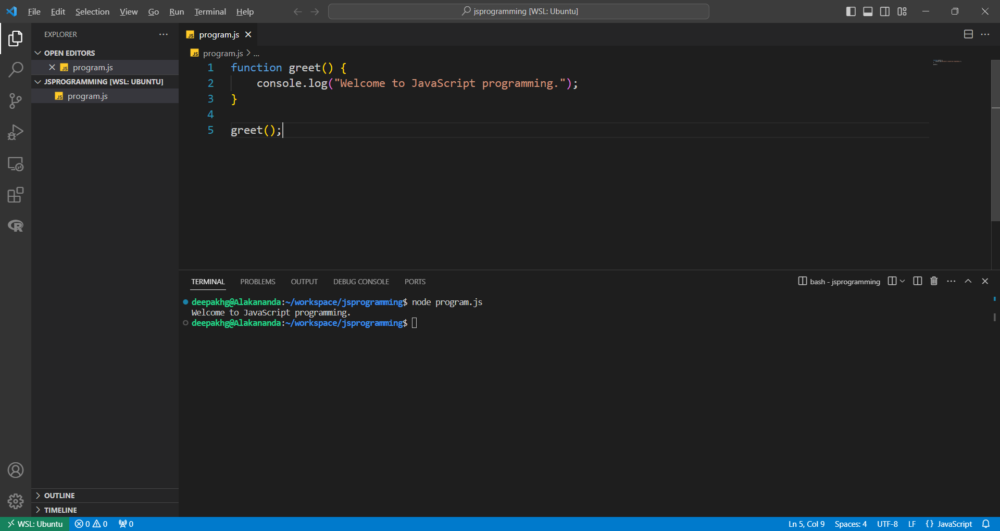 File Edit Selection View Go Run Terminal Help
jsprogramming [WSL: Ubuntu]
EXPLORER
OPEN EDITORS
JS program.js
JSPROGRAMMING [WSL: UBUNTU]
JS program.js
OUTLINE
TIMELINE
JS program.js
JS program.js > ...
1 function greet() {
2     console.log("Welcome to JavaScript programming.");
3 }
4
5 greet();
TERMINAL PROBLEMS OUTPUT DEBUG CONSOLE PORTS
bash - jsprogramming
deepakhg@Alakananda:~/workspace/jsprogramming$ node program.js
Welcome to JavaScript programming.
deepakhg@Alakananda:~/workspace/jsprogramming$
WSL: Ubuntu 0 0 0 Ln 5, Col 9 Spaces: 4 UTF-8 LF {} JavaScript